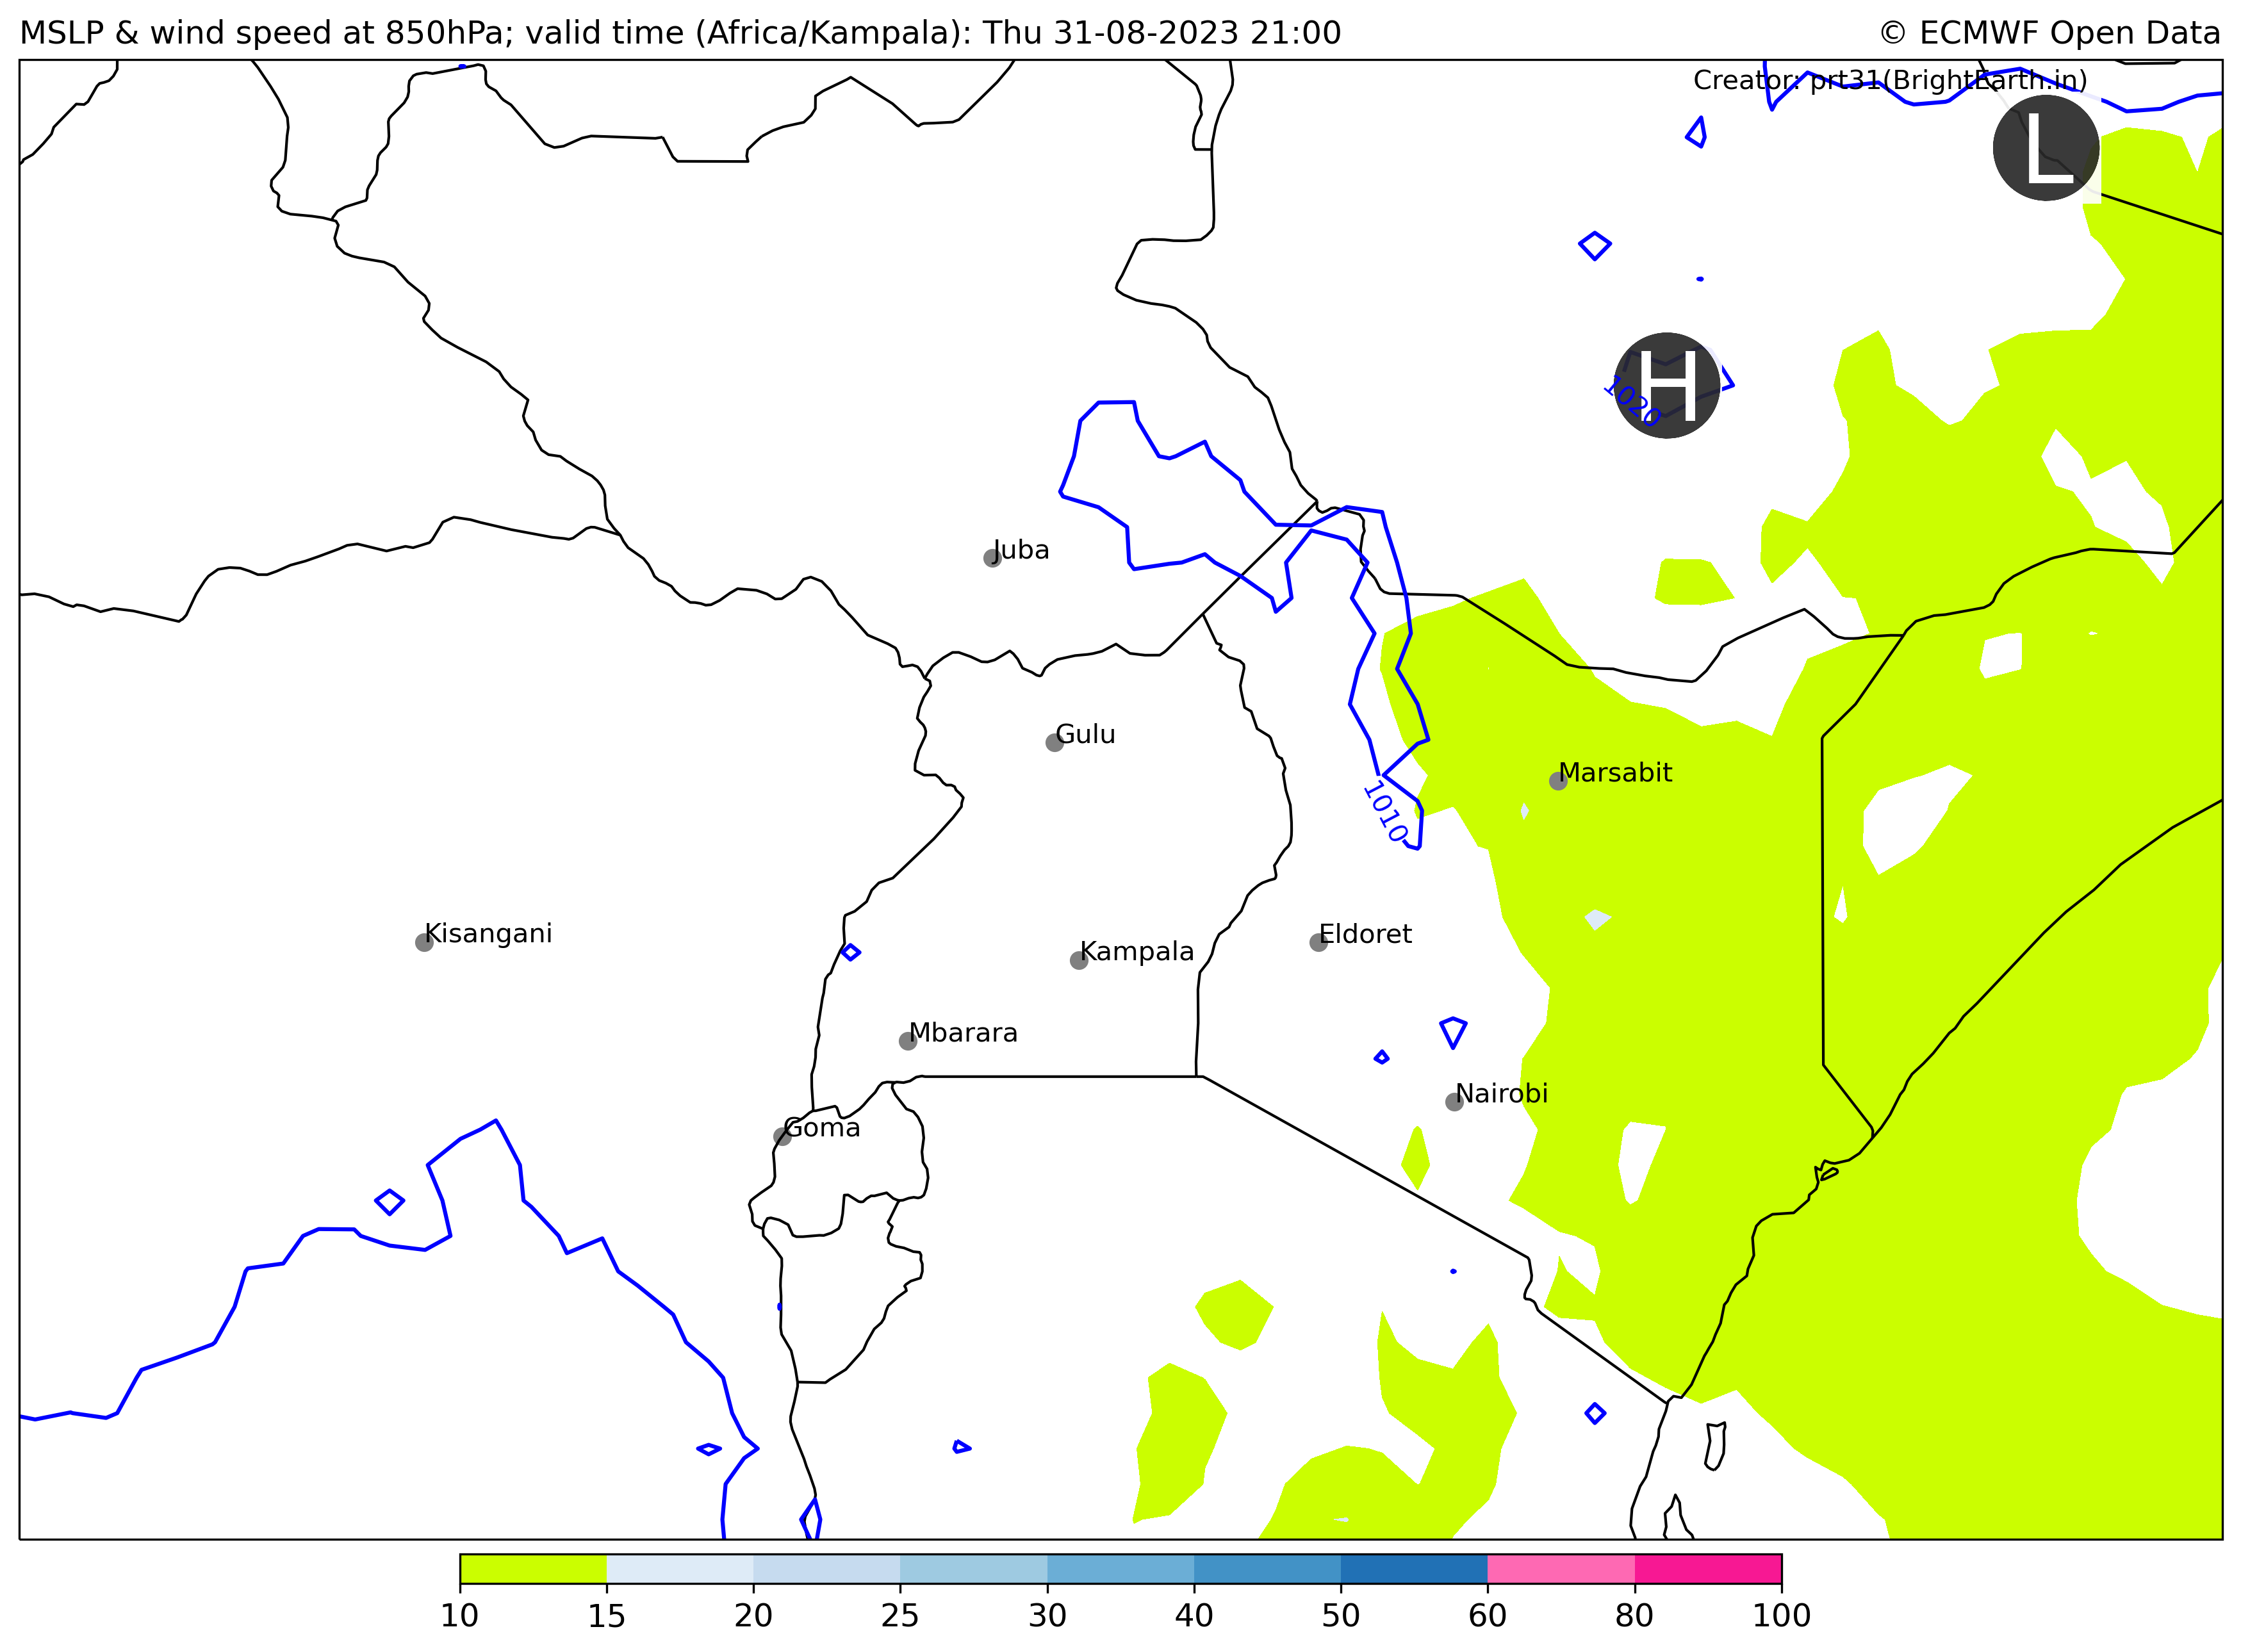 MSLP & wind speed at 850hPa; valid time (Africa/Kampala): Thu 31-08-2023 21:00
© ECMWF Open Data
Creator: prt31(BrightEarth.in)
L
H
1020
Juba
Gulu
Marsabit
1010
Kisangani
Eldoret
Kampala
Mbarara
Nairobi
Goma
10 15 20 25 30 40 50 60 80 100